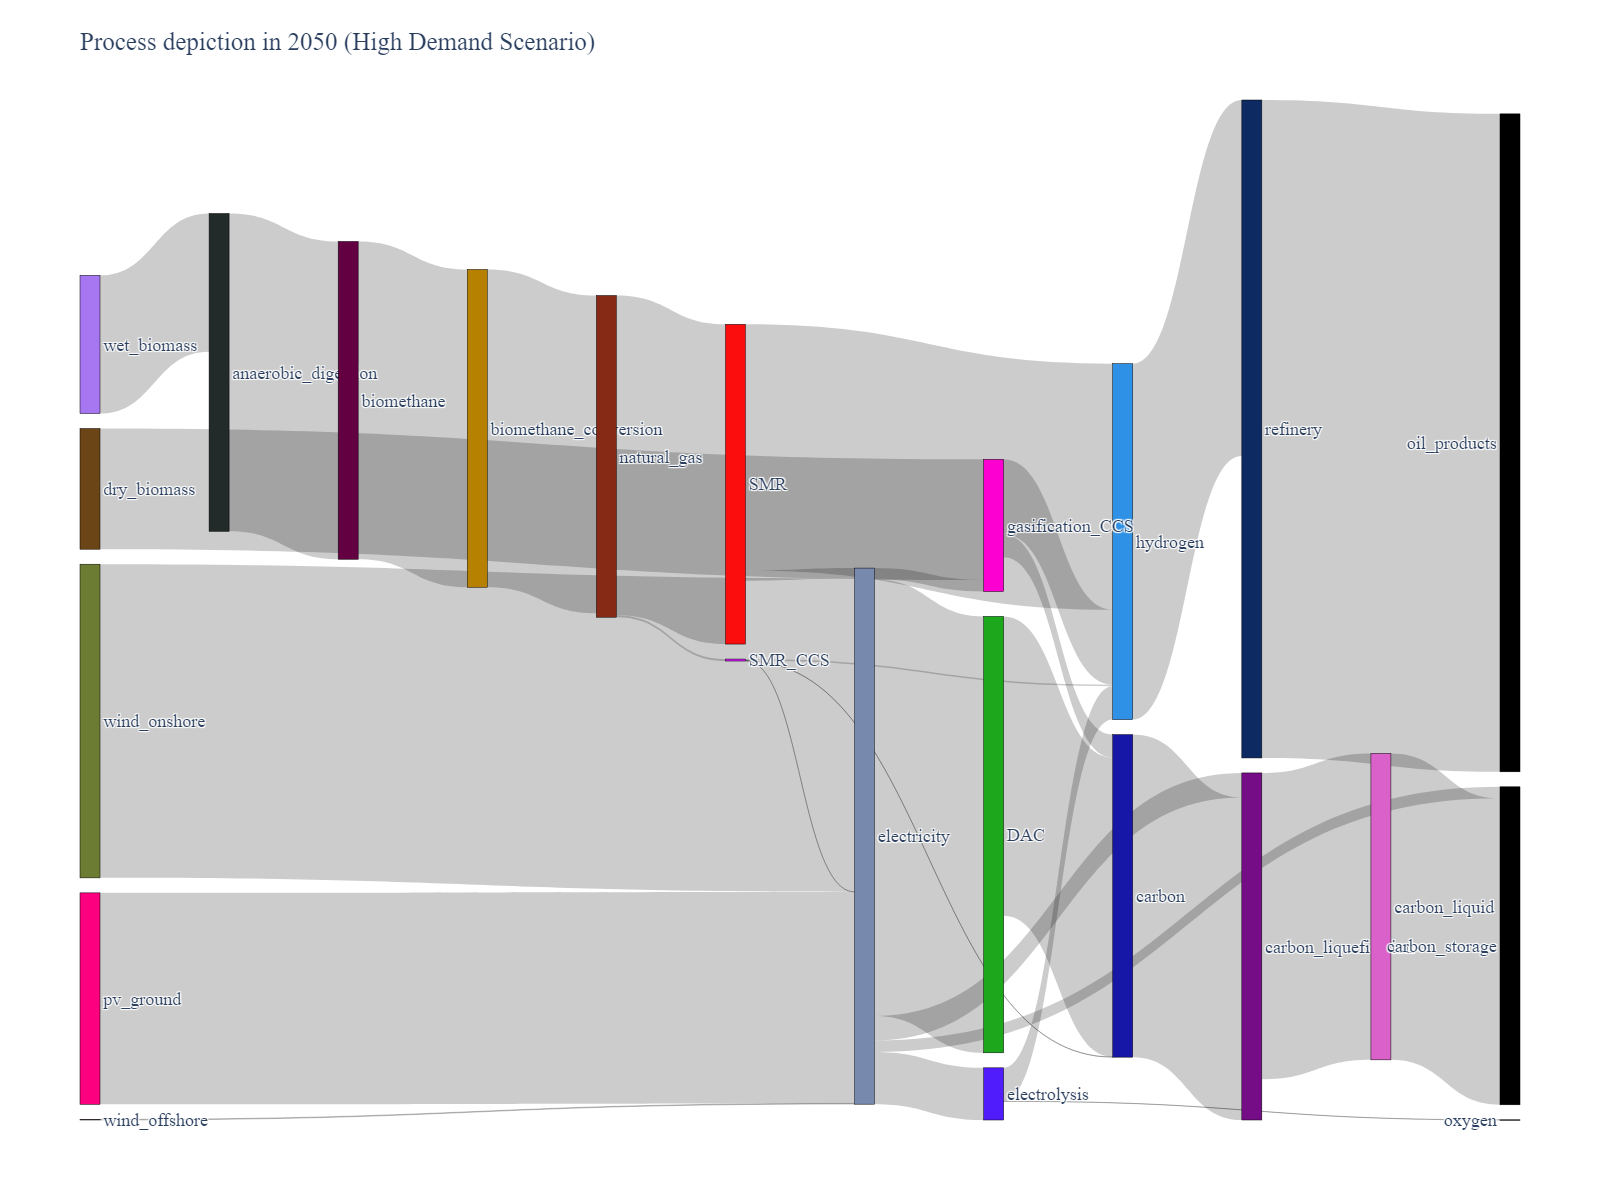 Process depiction in 2050 (High Demand Scenario)
wet_biomass
anaerobic_digestion
biomethane
biomethane_conversion
natural_gas
SMR
refinery
oil_products
dry_biomass
gasification_CCS
hydrogen
SMR_CCS
wind_onshore
electricity
DAC
carbon
carbon_liquid
carbon_liquefi
carbon_storage
pv_ground
electrolysis
wind_offshore
oxygen